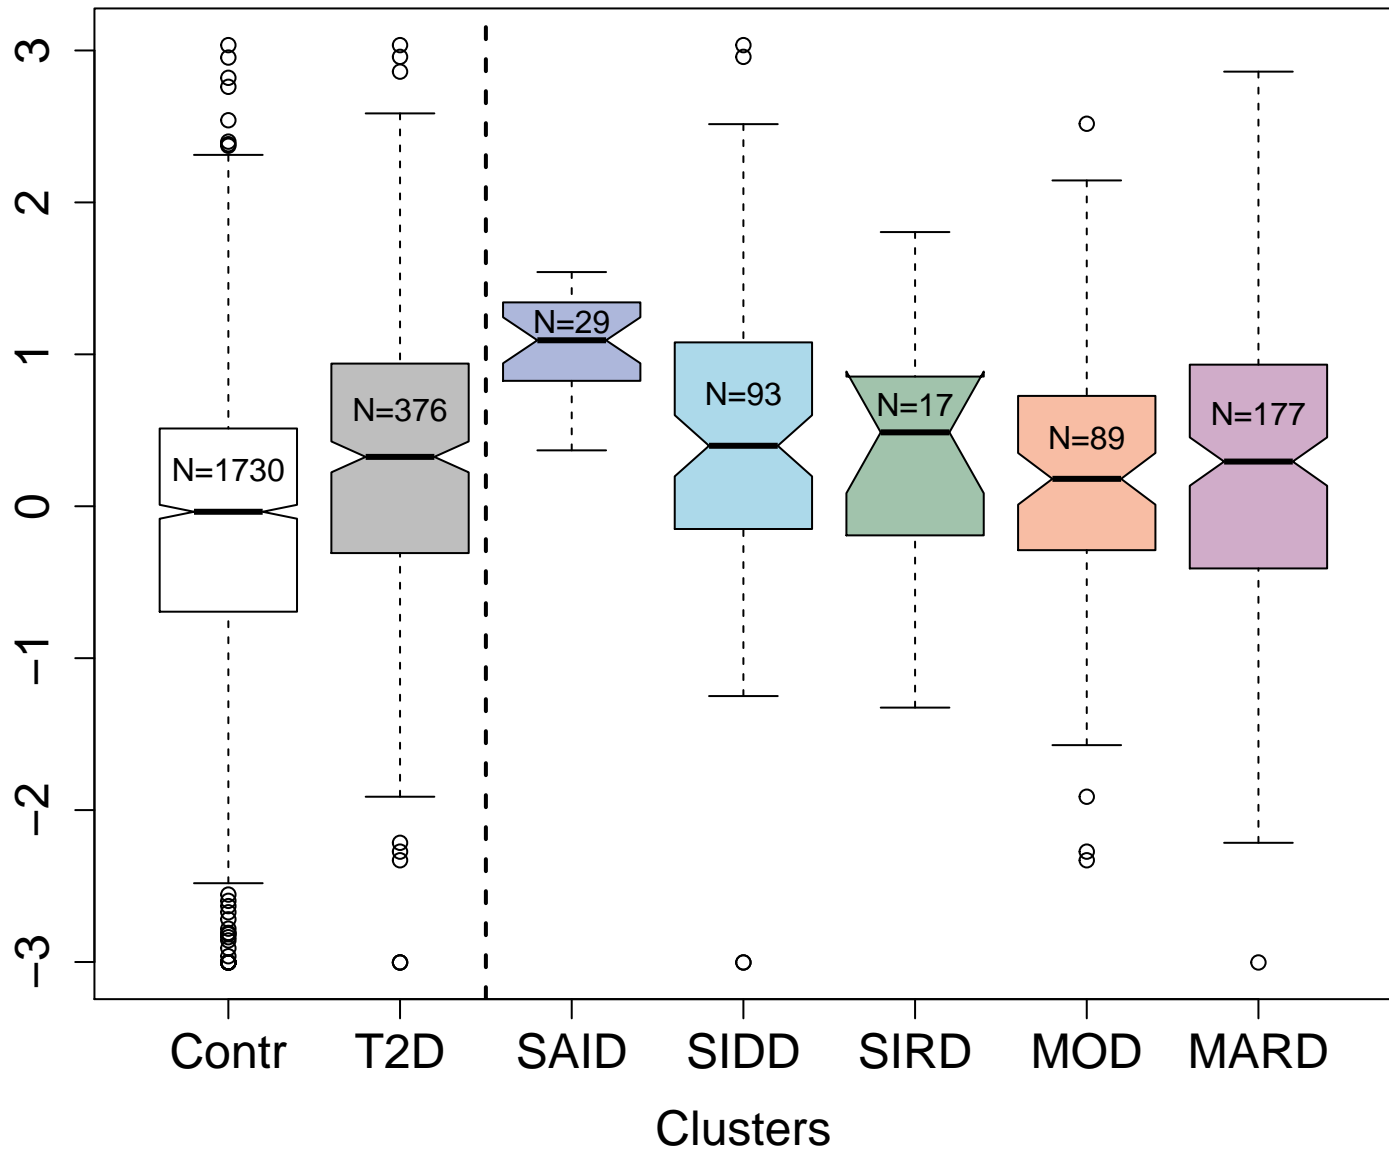 3
2
1
0
−1
−2
−3
N=1730
N=376
N=29
N=93
N=17
N=89
N=177
Contr T2D SAID SIDD SIRD MOD MARD
Clusters